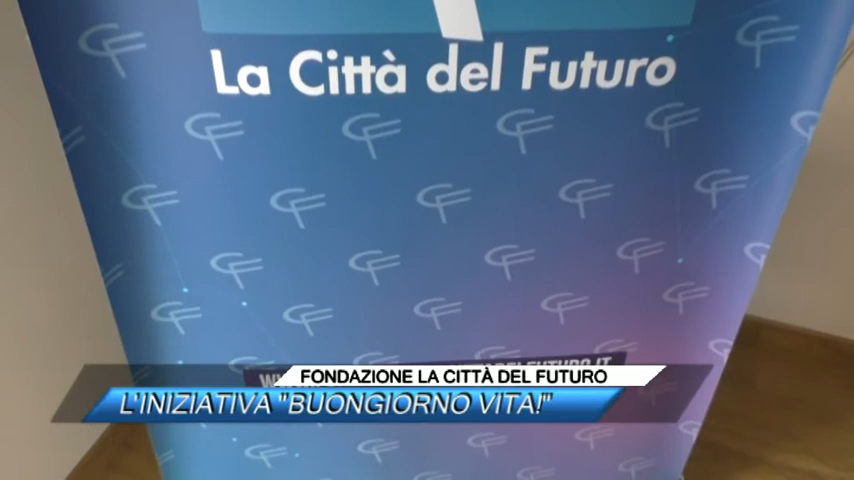 La Città del Futuro
FONDAZIONE LA CITTÀ DEL FUTURO
L'INIZIATIVA "BUONGIORNO VITA!"